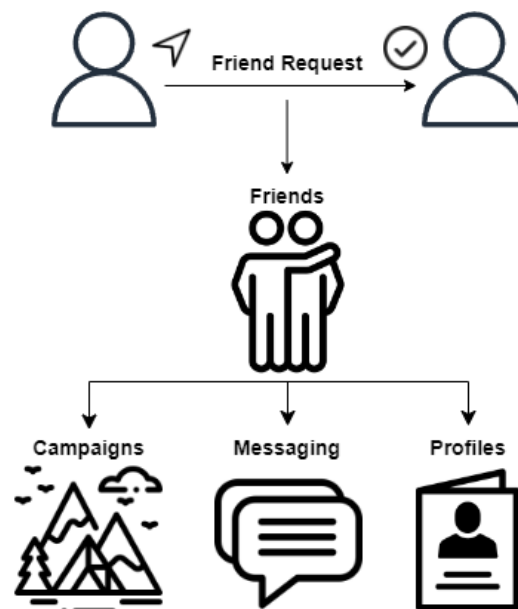 Friend Request
Friends
Campaigns
Messaging
Profiles